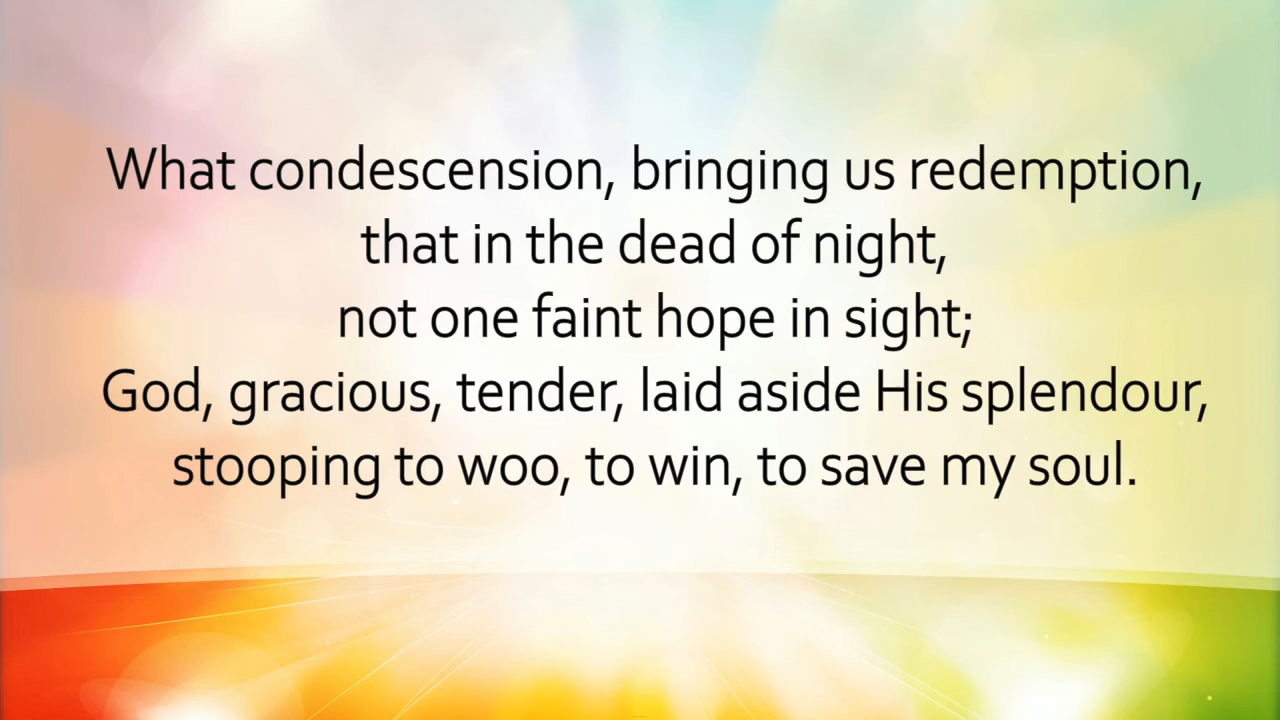 What condescension, bringing us redemption,
that in the dead of night,
not one faint hope in sight;
God, gracious, tender, laid aside His splendour,
stooping to woo, to win, to save my soul.